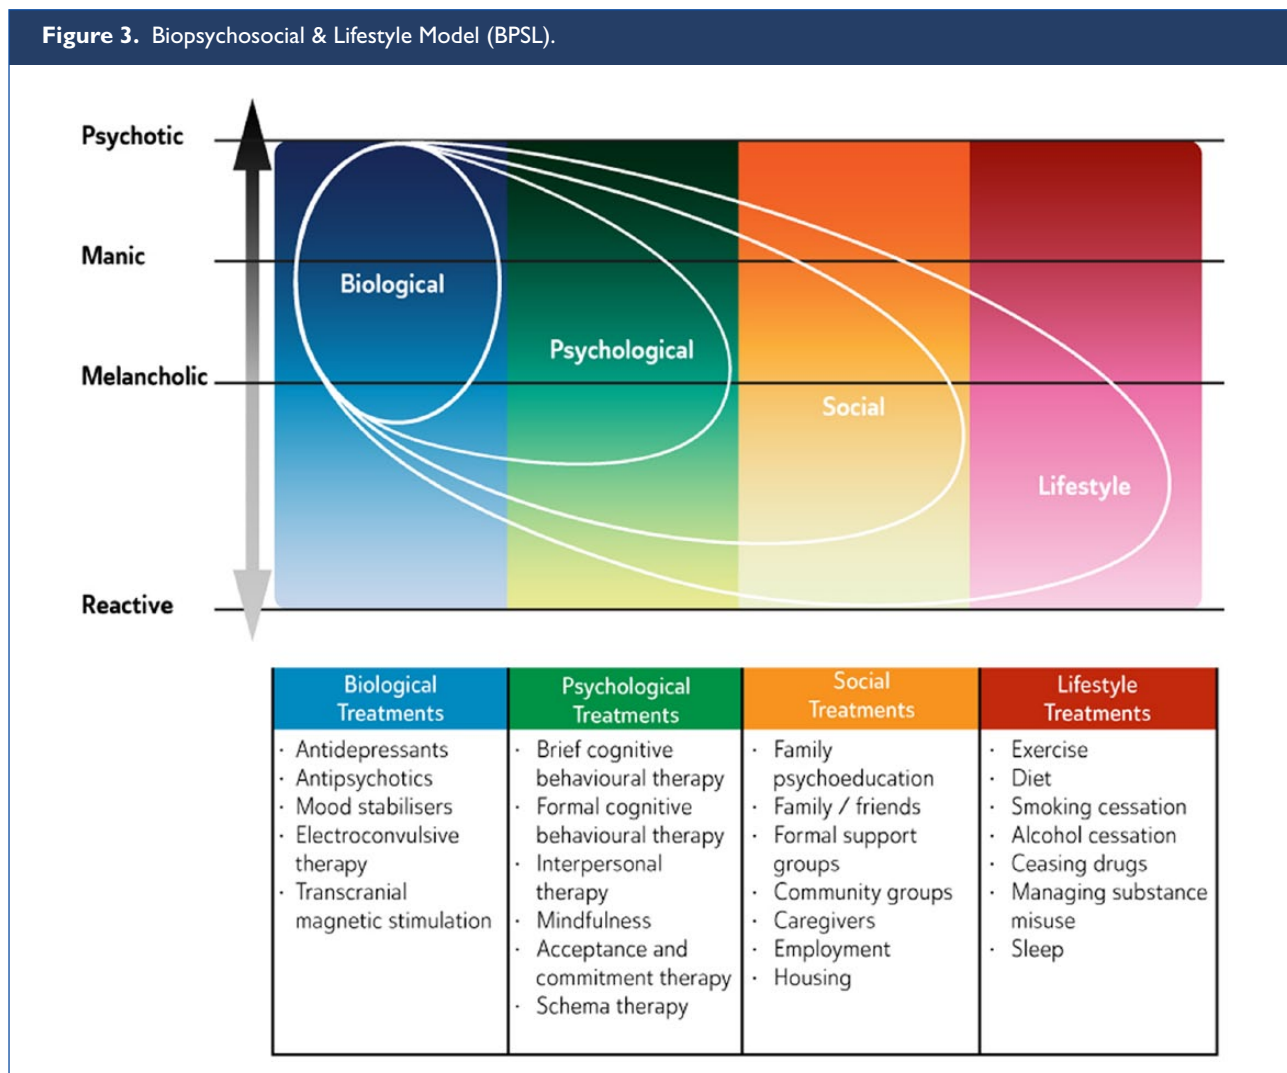 Figure 3. Biopsychosocial & Lifestyle Model (BPSL).
Psychotic
Manic
Melancholic
Reactive
Biological
Psychological
Social
Lifestyle
Biological
Treatments
· Antidepressants
· Antipsychotics
· Mood stabilisers
· Electroconvulsive
therapy
· Transcranial
magnetic stimulation
Psychological
Treatments
· Brief cognitive
behavioural therapy
· Formal cognitive
behavioural therapy
· Interpersonal
therapy
· Mindfulness
· Acceptance and
commitment therapy
· Schema therapy
Social
Treatments
· Family
psychoeducation
· Family / friends
· Formal support
groups
· Community groups
· Caregivers
· Employment
· Housing
Lifestyle
Treatments
· Exercise
· Diet
· Smoking cessation
· Alcohol cessation
· Ceasing drugs
· Managing substance
misuse
· Sleep